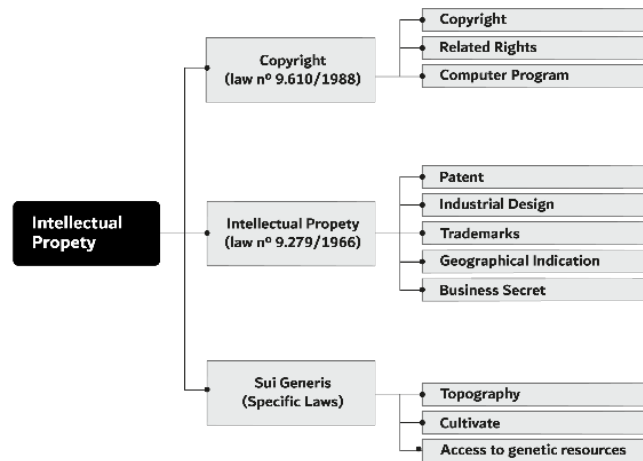 Intellectual
Propety
Copyright
(law nº 9.610/1988)
Copyright
Related Rights
Computer Program
Intellectual Propety
(law nº 9.279/1966)
Patent
Industrial Design
Trademarks
Geographical Indication
Business Secret
Sui Generis
(Specific Laws)
Topography
Cultivate
Access to genetic resources